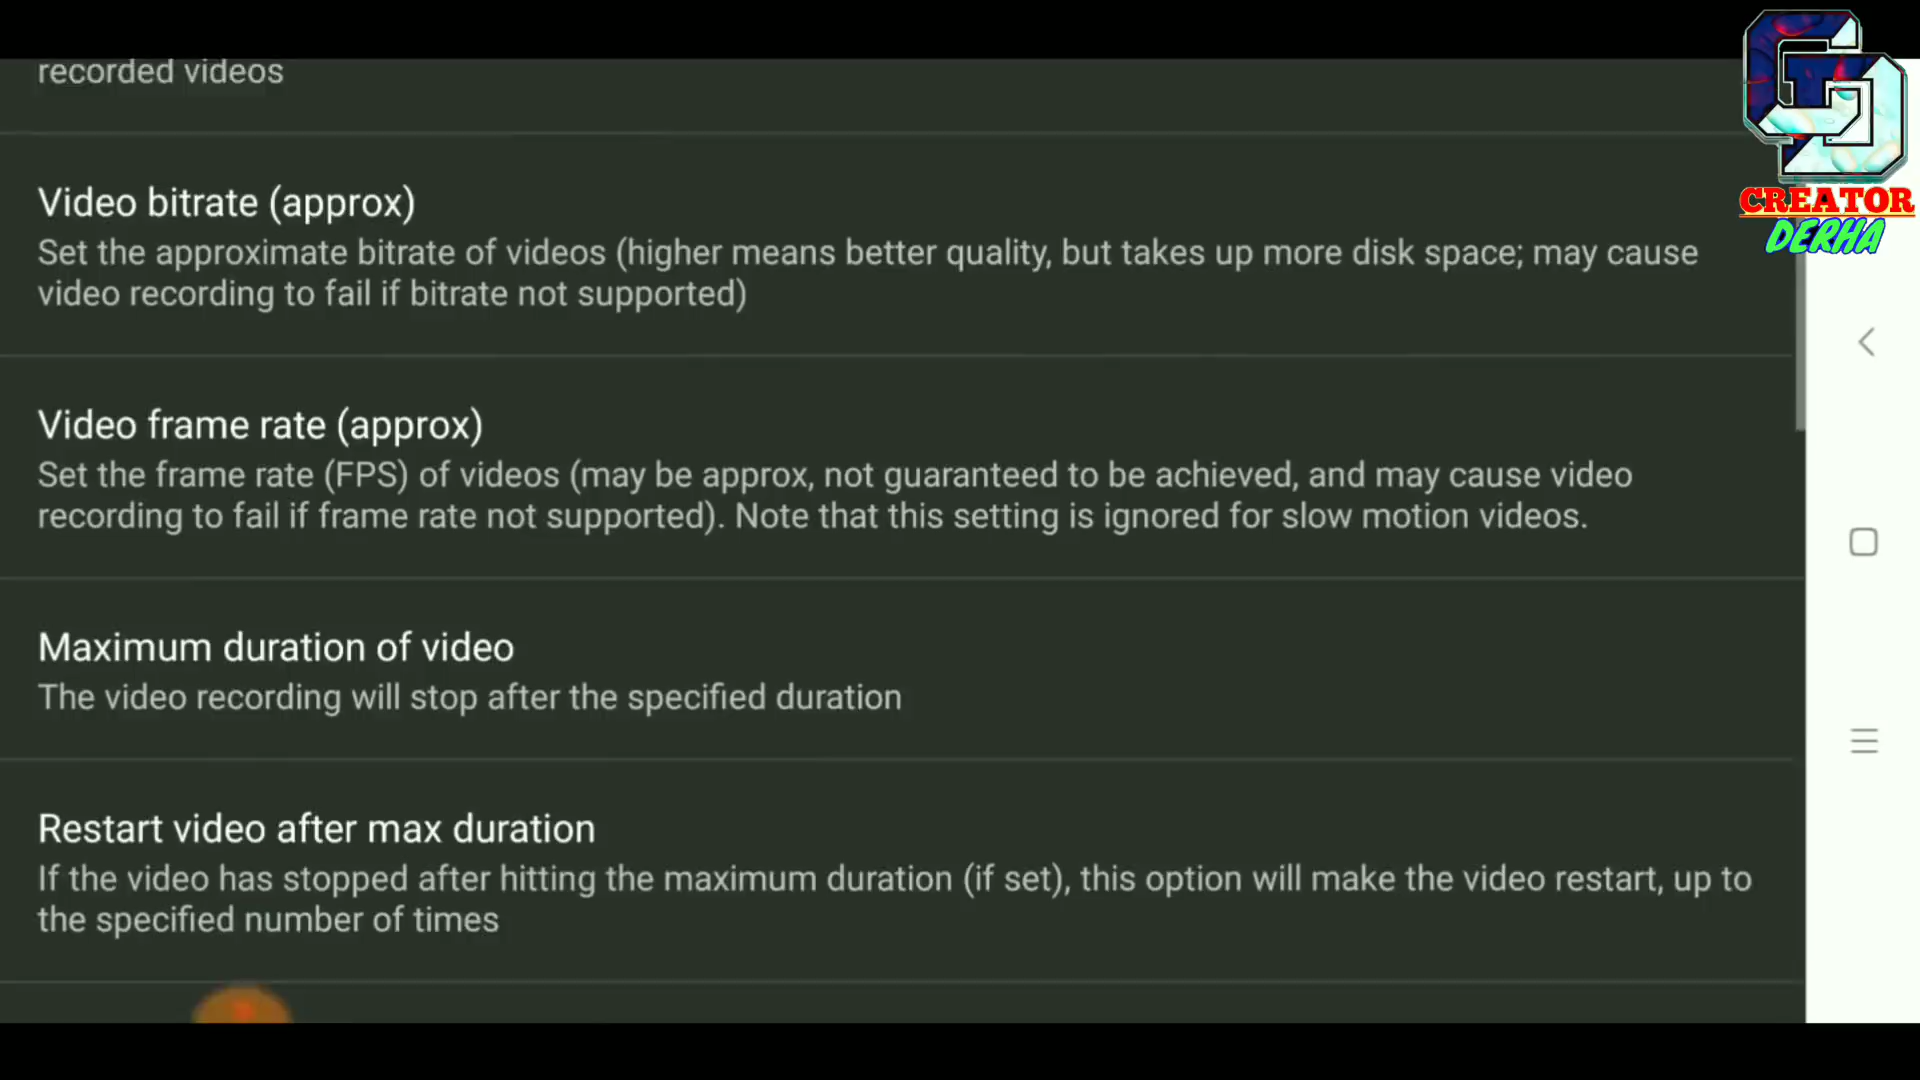 recorded videos
Video bitrate (approx)
Set the approximate bitrate of videos (higher means better quality, but takes up more disk space; may cause
video recording to fail if bitrate not supported)
Video frame rate (approx)
Set the frame rate (FPS) of videos (may be approx, not guaranteed to be achieved, and may cause video
recording to fail if frame rate not supported). Note that this setting is ignored for slow motion videos.
Maximum duration of video
The video recording will stop after the specified duration
Restart video after max duration
If the video has stopped after hitting the maximum duration (if set), this option will make the video restart, up to
the specified number of times
CREATOR
DERHA